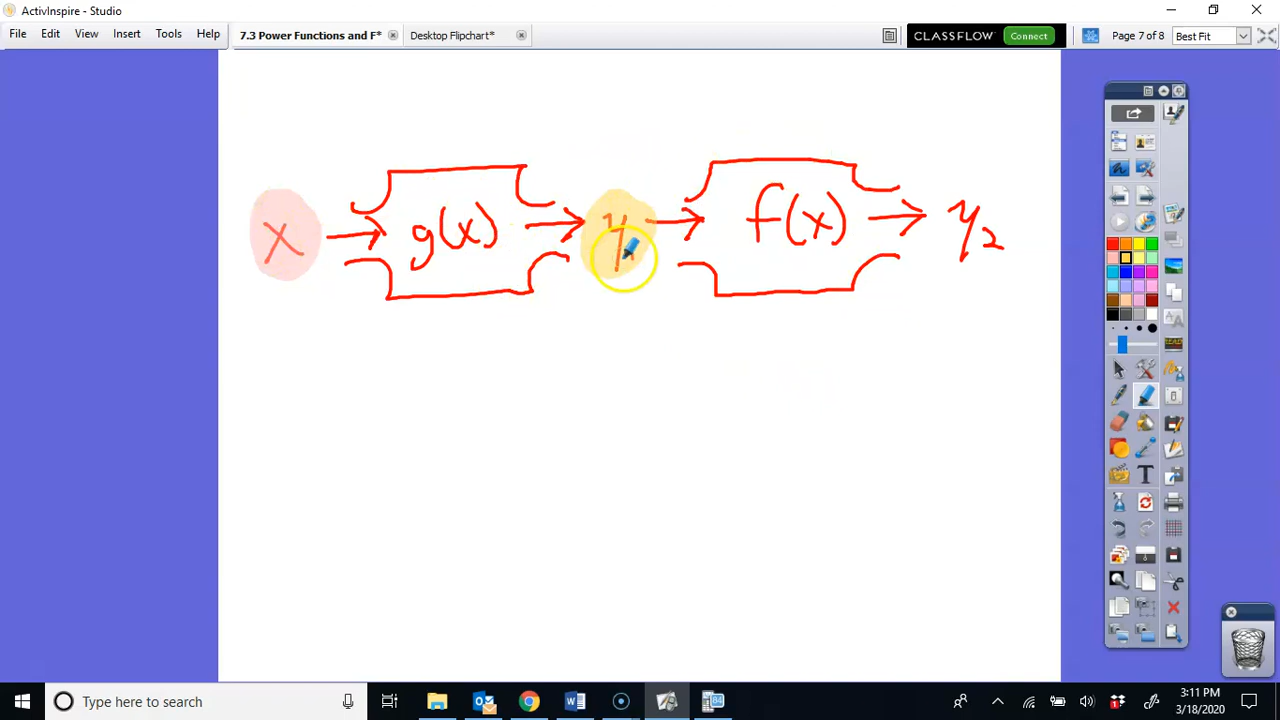 ActivInspire - Studio
File Edit View Insert Tools Help
7.3 Power Functions and F*
Desktop Flipchart*
CLASSFLOW Connect
Page 7 of 8
Best Fit
x → g(x) → y → f(x) → y₂
Type here to search
3:11 PM
3/18/2020